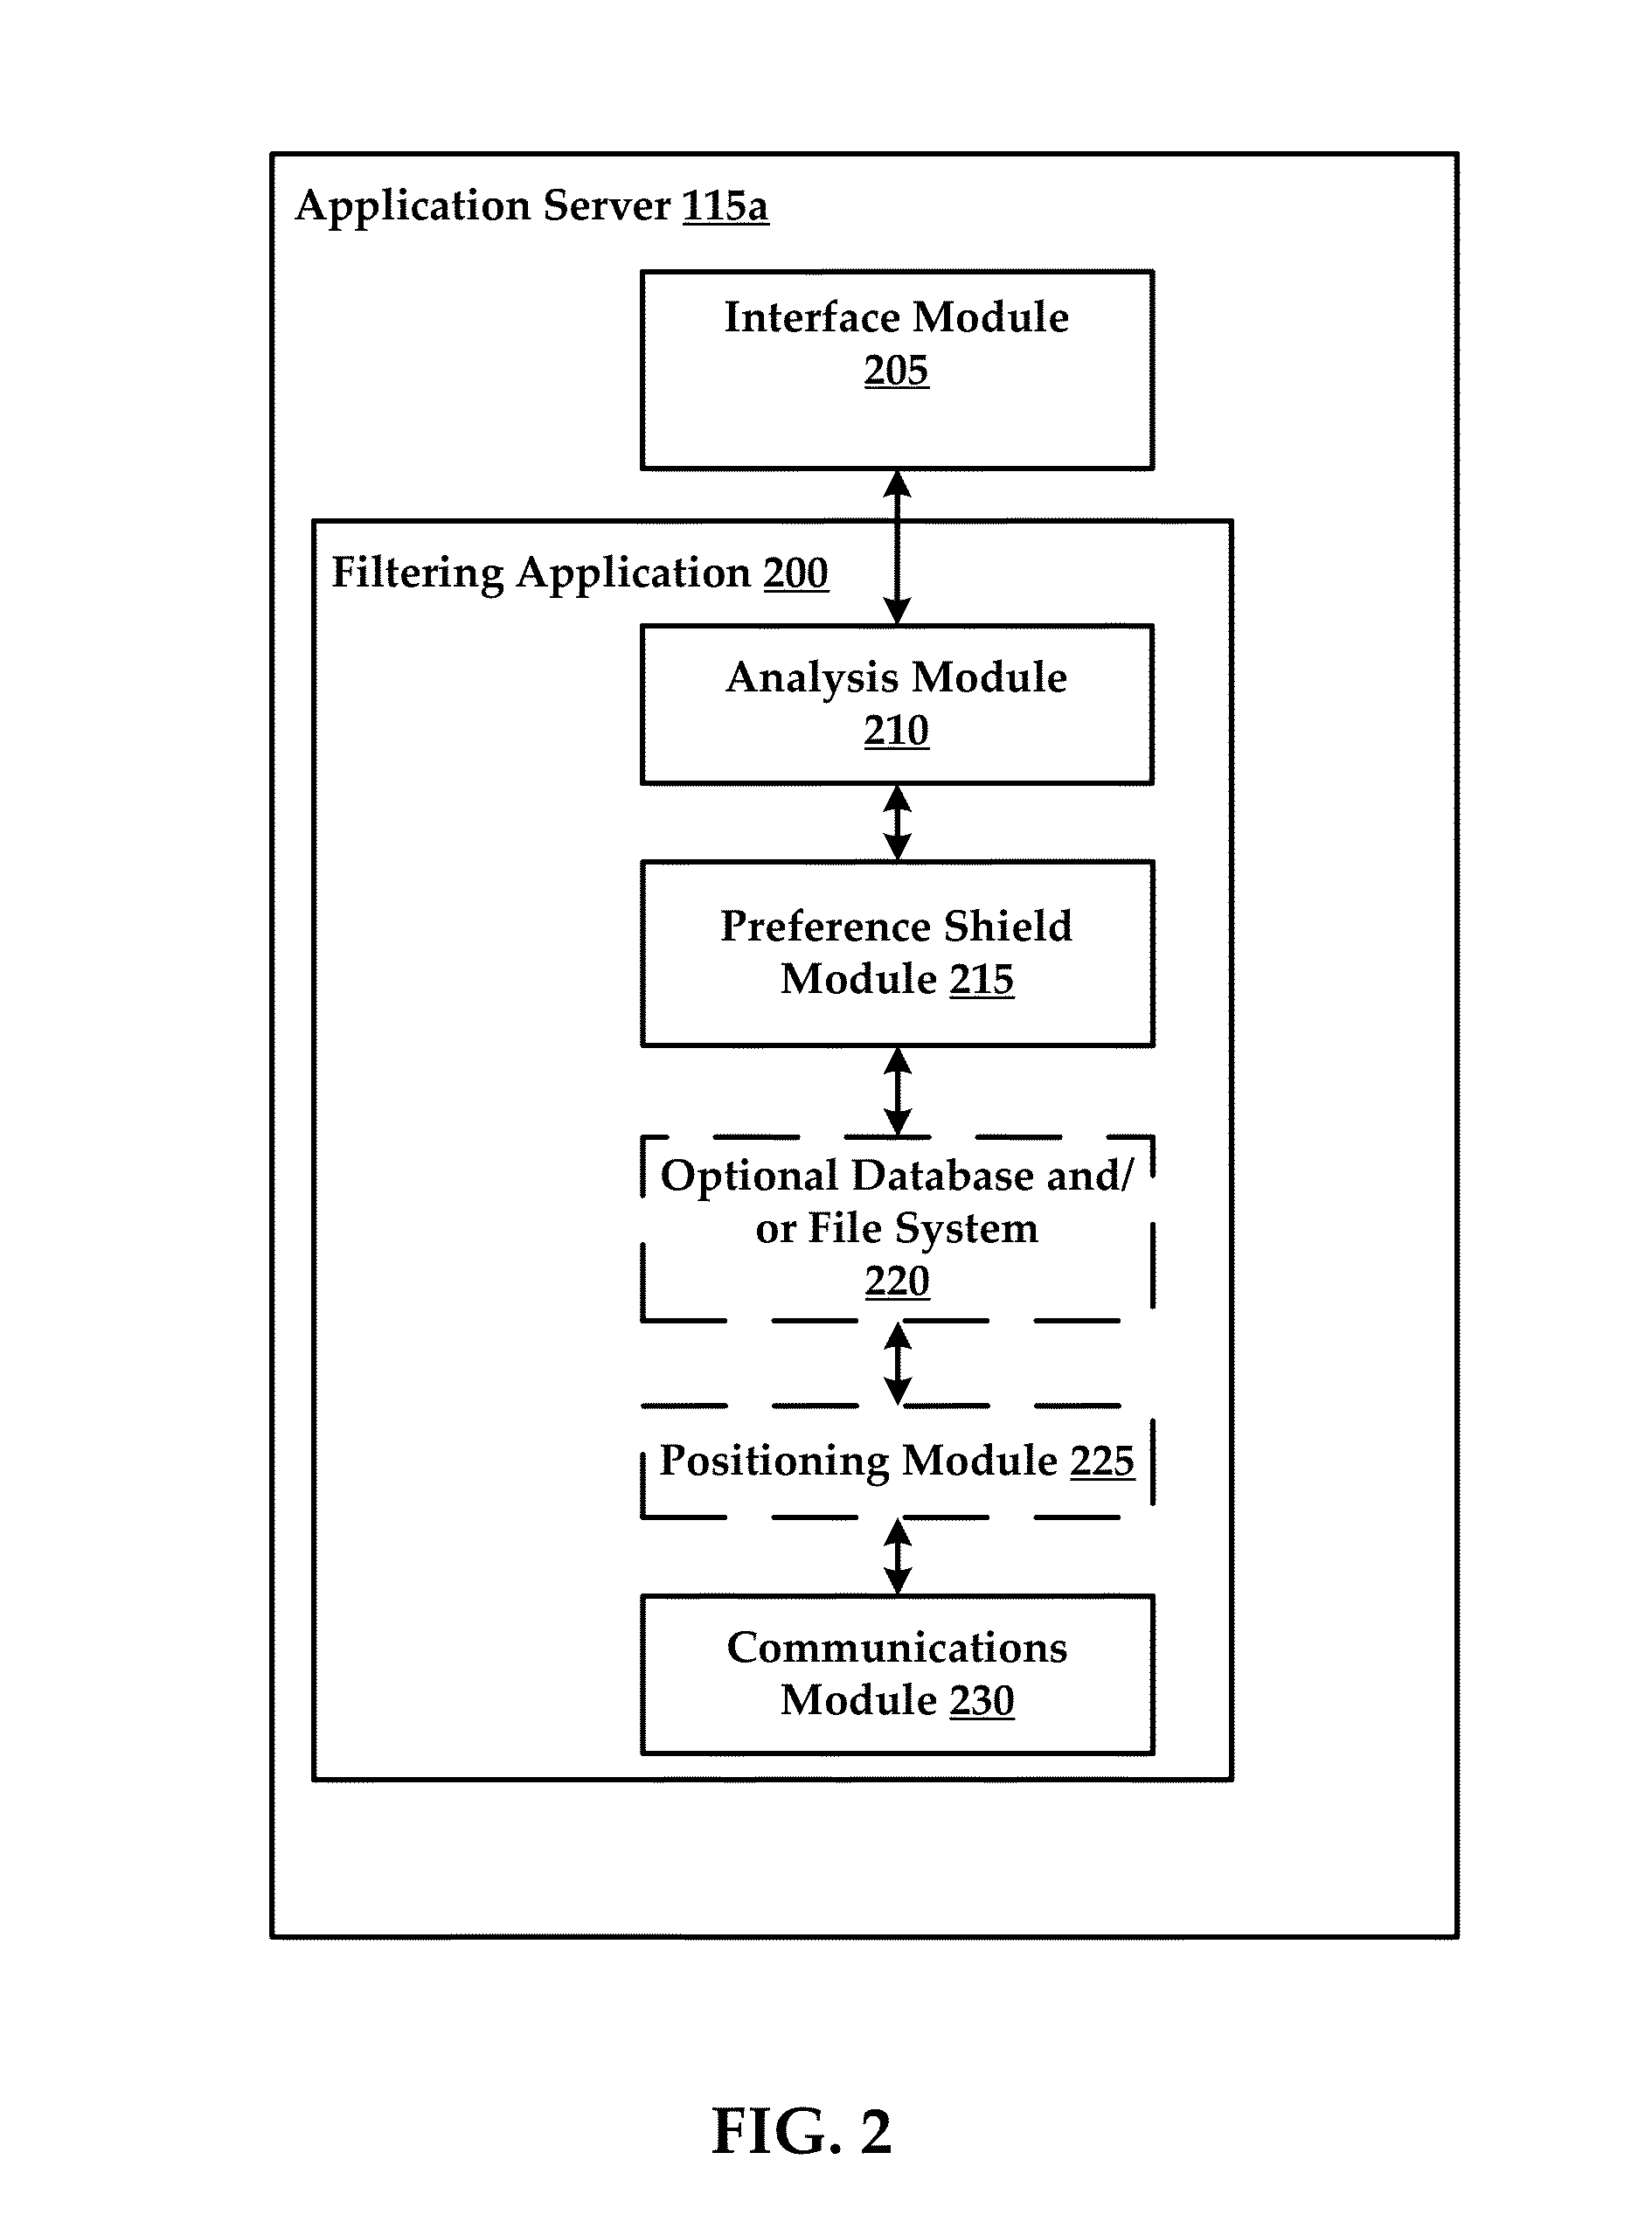 Application Server 115a
Interface Module
205
Filtering Application 200
Analysis Module
210
Preference Shield
Module 215
Optional Database and/
or File System
220
Positioning Module 225
Communications
Module 230
FIG. 2